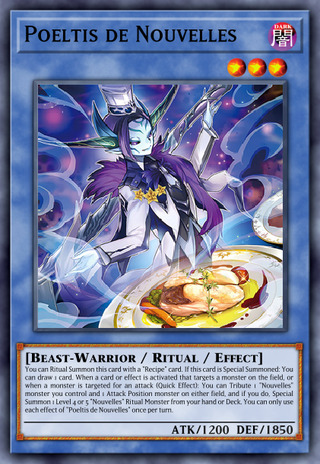 Poeltis de Nouvelles
DARK
闇
[Beast-Warrior / Ritual / Effect]
You can Ritual Summon this card with a "Recipe" card. If this card is Special Summoned: You
can draw 1 card. When a card or effect is activated that targets a monster on the field, or
when a monster is targeted for an attack (Quick Effect): You can Tribute 1 "Nouvelles"
monster you control and 1 Attack Position monster on either field, and if you do, Special
Summon 1 Level 4 or 5 "Nouvelles" Ritual Monster from your hand or Deck. You can only use
each effect of "Poeltis de Nouvelles" once per turn.
ATK/1200 DEF/1850